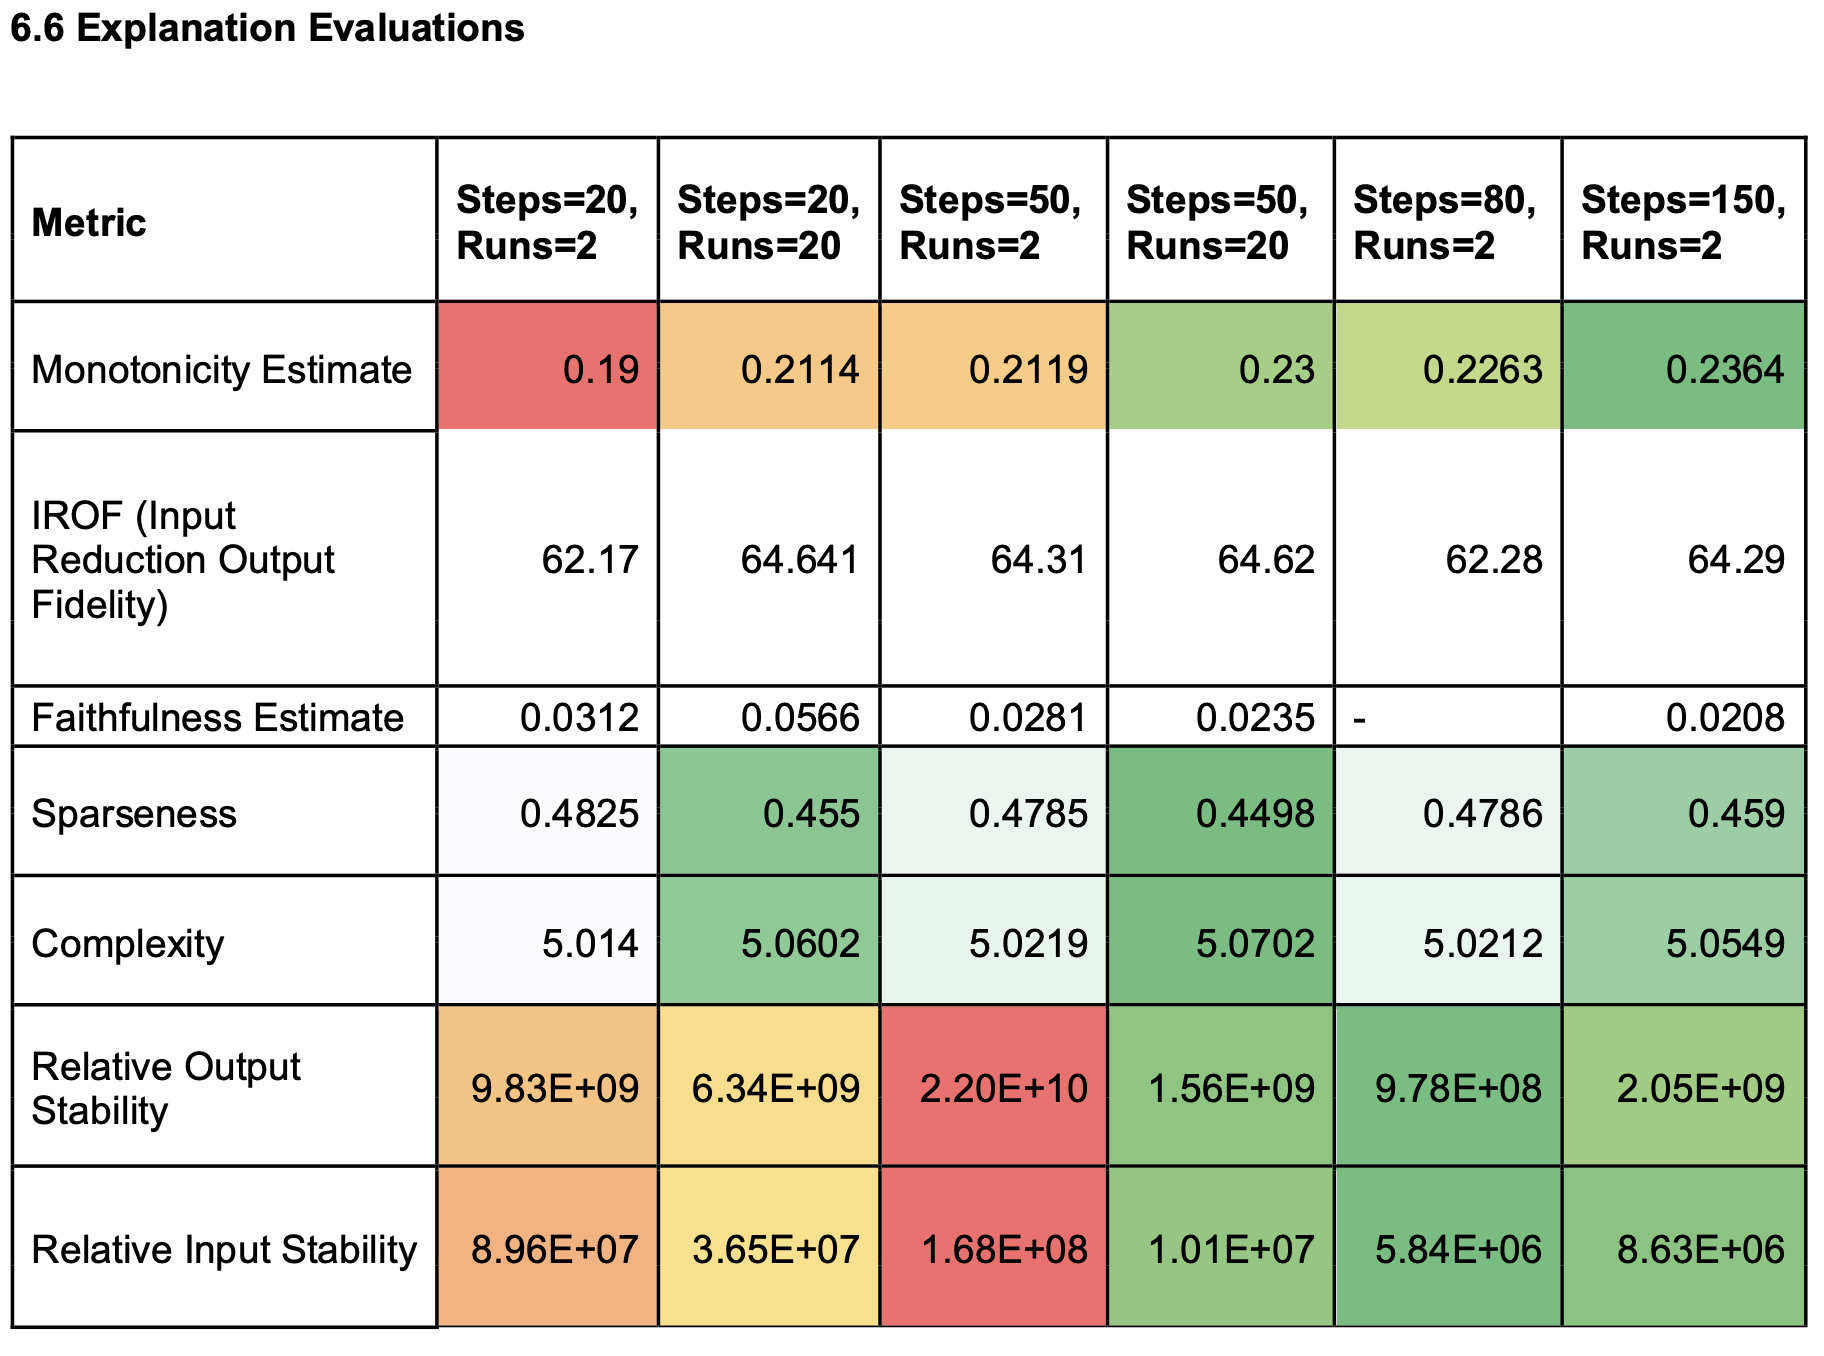 6.6 Explanation Evaluations
Metric
Steps=20,
Runs=2
Steps=20,
Runs=20
Steps=50,
Runs=2
Steps=50,
Runs=20
Steps=80,
Runs=2
Steps=150,
Runs=2
Monotonicity Estimate 0.19 0.2114 0.2119 0.23 0.2263 0.2364
IROF (Input
Reduction Output
Fidelity)
62.17 64.641 64.31 64.62 62.28 64.29
Faithfulness Estimate 0.0312 0.0566 0.0281 0.0235 - 0.0208
Sparseness 0.4825 0.455 0.4785 0.4498 0.4786 0.459
Complexity 5.014 5.0602 5.0219 5.0702 5.0212 5.0549
Relative Output
Stability
9.83E+09 6.34E+09 2.20E+10 1.56E+09 9.78E+08 2.05E+09
Relative Input Stability 8.96E+07 3.65E+07 1.68E+08 1.01E+07 5.84E+06 8.63E+06